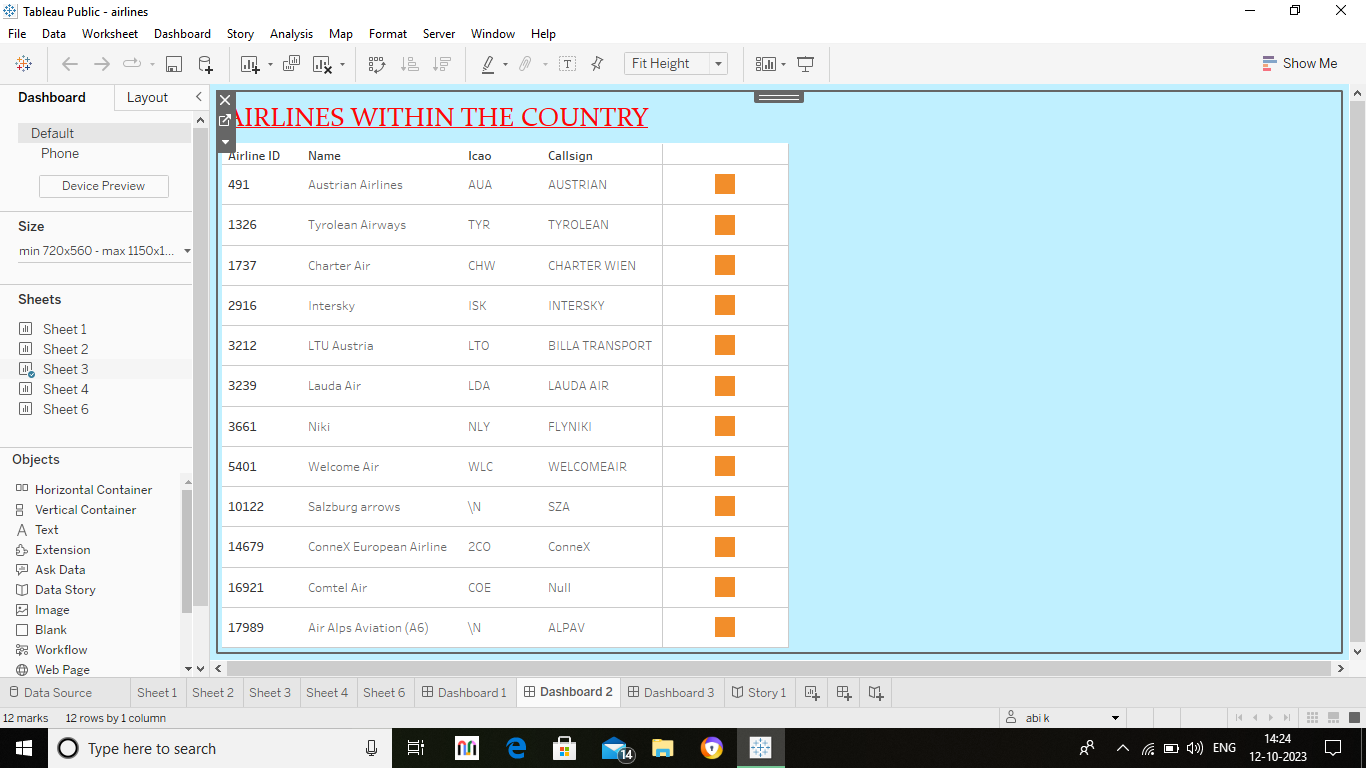 Tableau Public - airlines
File Data Worksheet Dashboard Story Analysis Map Format Server Window Help
Fit Height
Show Me
Dashboard Layout
Default
Phone
Device Preview
Size
min 720x560 - max 1150x1...
Sheets
Sheet 1
Sheet 2
Sheet 3
Sheet 4
Sheet 6
Objects
Horizontal Container
Vertical Container
A Text
Extension
Ask Data
Data Story
Image
Blank
Workflow
Web Page
AIRLINES WITHIN THE COUNTRY
Airline ID Name Icao Callsign
491 Austrian Airlines AUA AUSTRIAN
1326 Tyrolean Airways TYR TYROLEAN
1737 Charter Air CHW CHARTER WIEN
2916 Intersky ISK INTERSKY
3212 LTU Austria LTO BILLA TRANSPORT
3239 Lauda Air LDA LAUDA AIR
3661 Niki NLY FLYNIKI
5401 Welcome Air WLC WELCOMEAIR
10122 Salzburg arrows \N SZA
14679 ConneX European Airline 2CO ConneX
16921 Comtel Air COE Null
17989 Air Alps Aviation (A6) \N ALPAV
Data Source Sheet 1 Sheet 2 Sheet 3 Sheet 4 Sheet 6 Dashboard 1 Dashboard 2 Dashboard 3 Story 1
12 marks 12 rows by 1 column abi k
Type here to search 14 ENG 14:24
12-10-2023